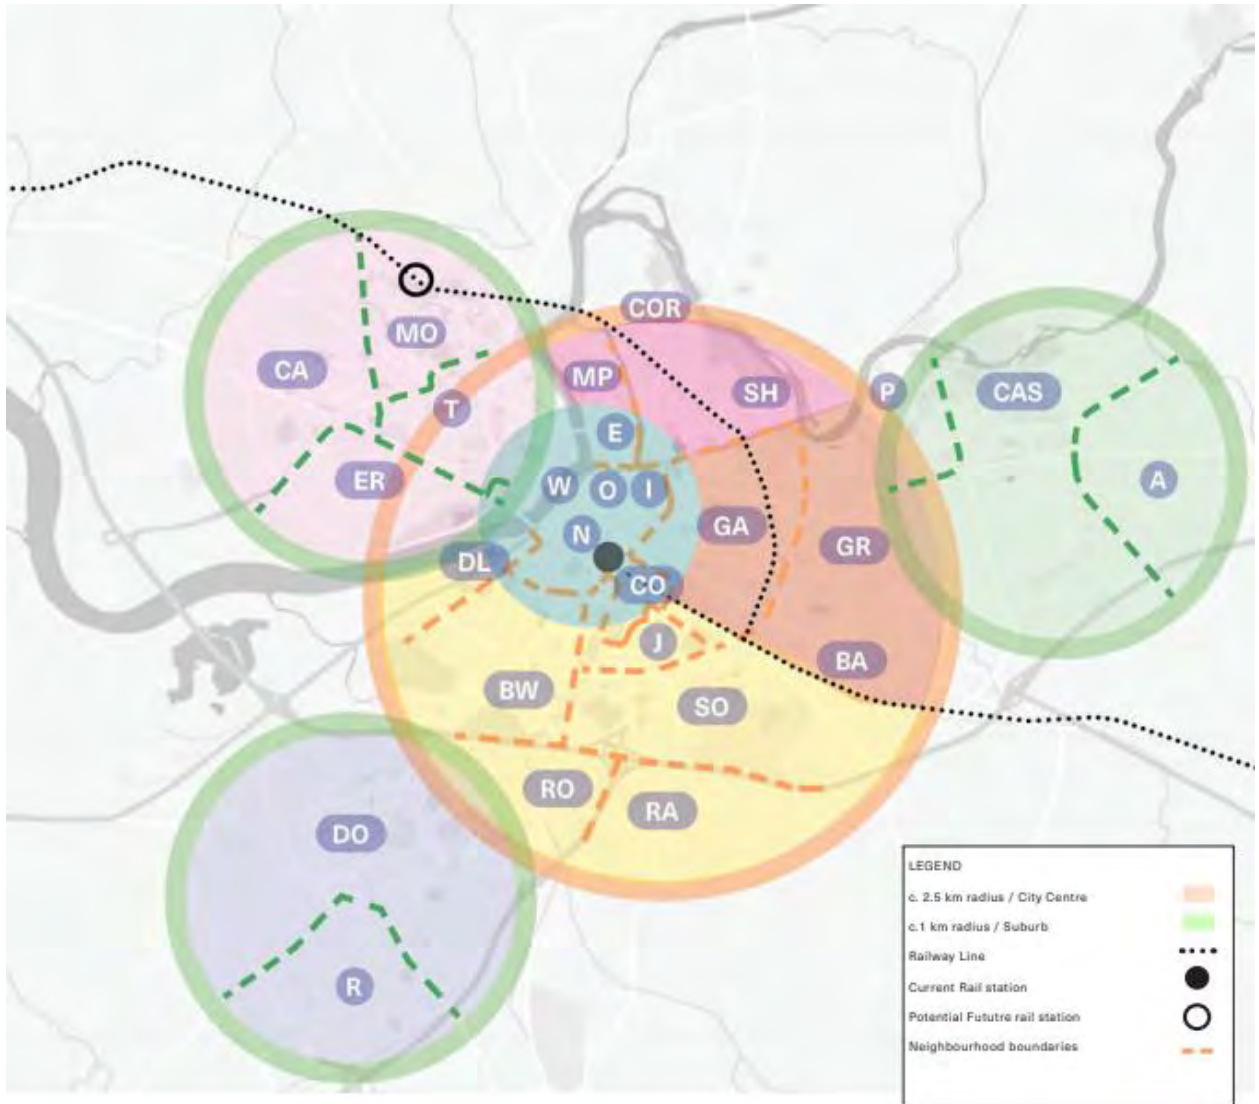 COR
MO
CA
MP
SH
P
CAS
T
E
ER
W
O
I
A
GA
N
GR
DL
CO
J
BA
BW
SO
RO
RA
DO
R
LEGEND
c. 2.5 km radius / City Centre
c.1 km radius / Suburb
Railway Line
Current Rail station
Potential Fututre rail station
Neighbourhood boundaries